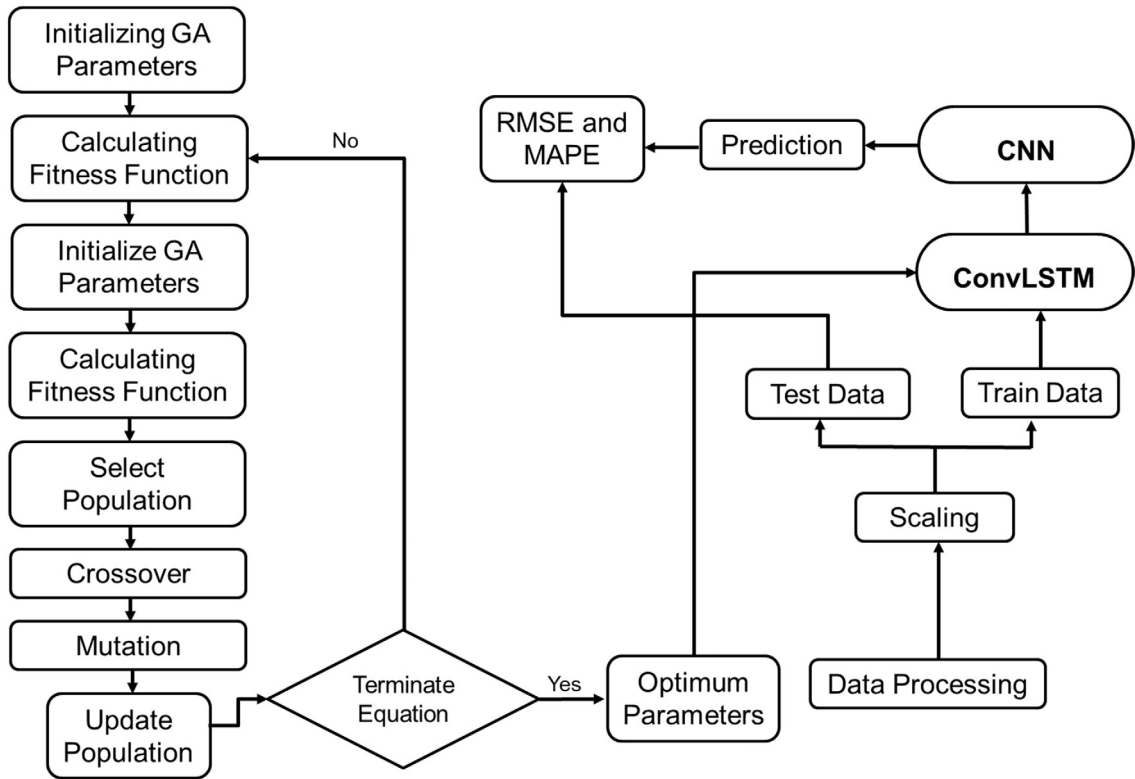 Initializing GA
Parameters
Calculating
Fitness Function
Initialize GA
Parameters
Calculating
Fitness Function
Select
Population
Crossover
Mutation
Update
Population
Terminate
Equation
No
Yes
Optimum
Parameters
RMSE and
MAPE
Prediction
CNN
ConvLSTM
Test Data
Train Data
Scaling
Data Processing